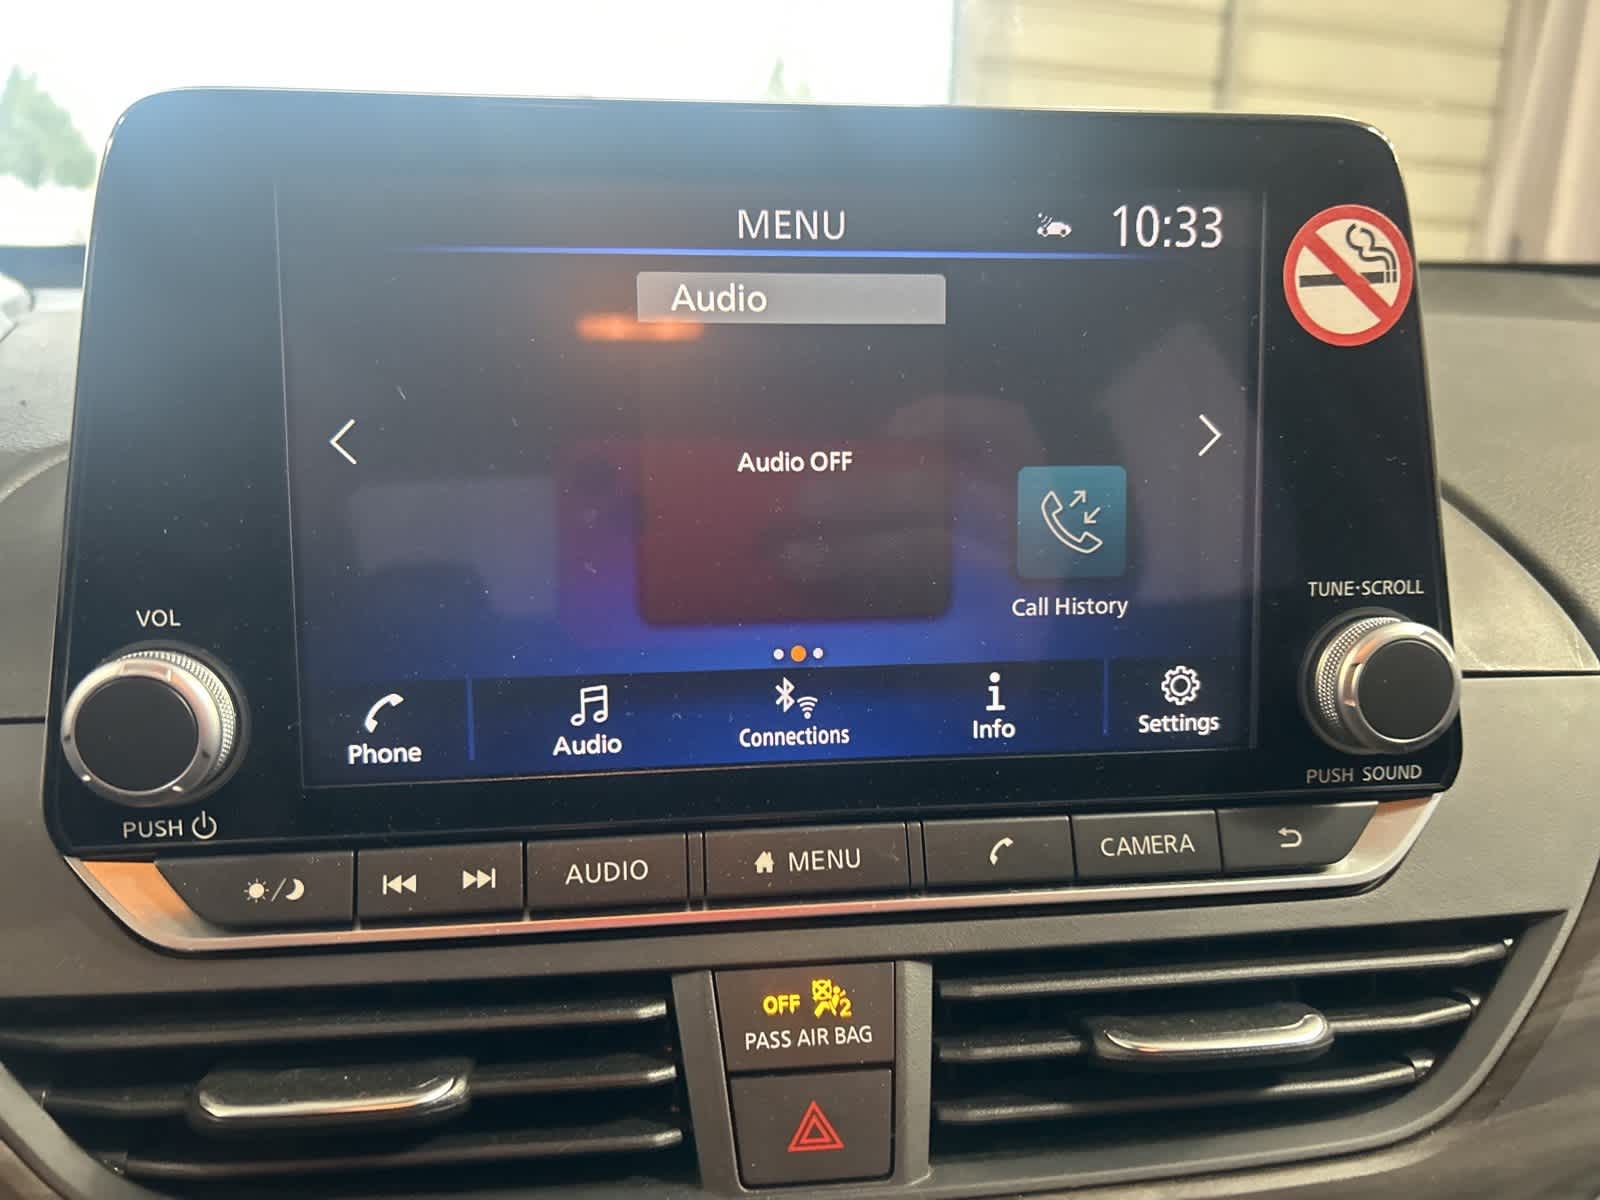 MENU
10:33
Audio
Audio OFF
Call History
Phone
Audio
Connections
Info
Settings
VOL
PUSH
TUNE·SCROLL
PUSH SOUND
AUDIO
MENU
CAMERA
OFF 2
PASS AIR BAG